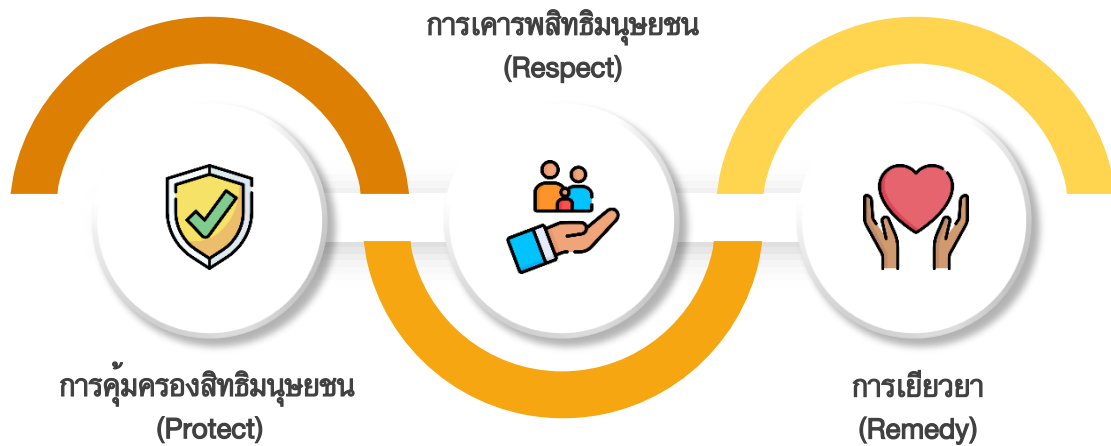 การเคารพสิทธิมนุษยชน
(Respect)
การคุ้มครองสิทธิมนุษยชน
(Protect)
การเยียวยา
(Remedy)